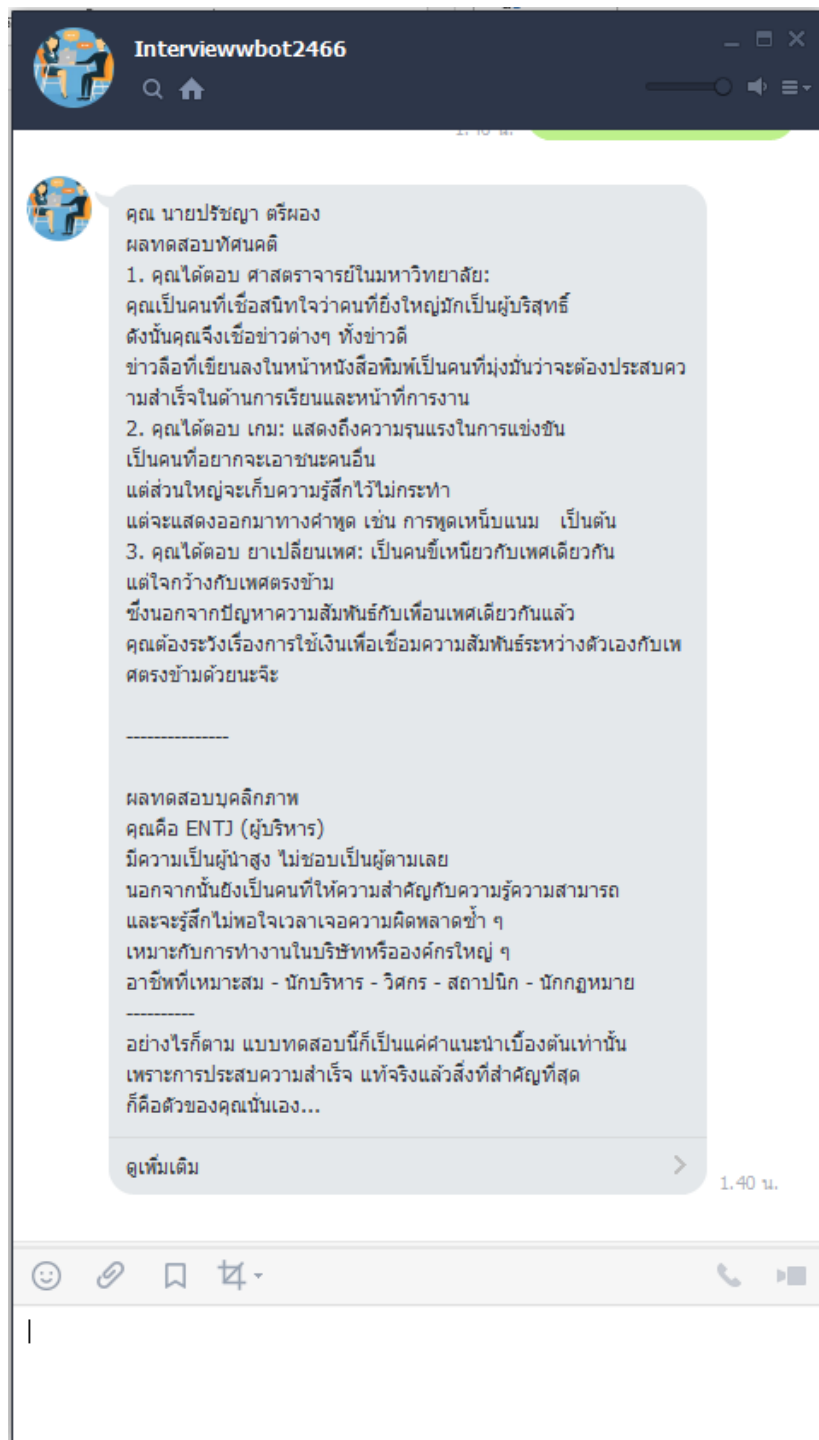 Interviewwbot2466
คุณ นายปรัชญา ตรีผอง
ผลทดสอบทัศนคติ
1. คุณได้ตอบ ศาสตราจารย์ในมหาวิทยาลัย:
คุณเป็นคนที่เชื่อสนิทใจว่าคนที่ยิ่งใหญ่มักเป็นผู้บริสุทธิ์
ดังนั้นคุณจึงเชื่อข่าวต่างๆ ทั้งข่าวดี
ข่าวลือที่เขียนลงในหน้าหนังสือพิมพ์เป็นคนที่มุ่งมั่นว่าจะต้องประสบคว
ามสำเร็จในด้านการเรียนและหน้าที่การงาน
2. คุณได้ตอบ เกม: แสดงถึงความรุนแรงในการแข่งขัน
เป็นคนที่อยากจะเอาชนะคนอื่น
แต่ส่วนใหญ่จะเก็บความรู้สึกไว้ไม่กระทำ
แต่จะแสดงออกมาทางคำพูด เช่น การพูดเหน็บแนม เป็นต้น
3. คุณได้ตอบ ยาเปลี่ยนเพศ: เป็นคนขี้เหนียวกับเพศเดียวกัน
แต่ใจกว้างกับเพศตรงข้าม
ซึ่งนอกจากปัญหาความสัมพันธ์กับเพื่อนเพศเดียวกันแล้ว
คุณต้องระวังเรื่องการใช้เงินเพื่อเชื่อมความสัมพันธ์ระหว่างตัวเองกับเพ
ศตรงข้ามด้วยนะจ๊ะ
---------------
ผลทดสอบบุคลิกภาพ
คุณคือ ENTJ (ผู้บริหาร)
มีความเป็นผู้นำสูง ไม่ชอบเป็นผู้ตามเลย
นอกจากนั้นยังเป็นคนที่ให้ความสำคัญกับความรู้ความสามารถ
และจะรู้สึกไม่พอใจเวลาเจอความผิดพลาดซ้ำ ๆ
เหมาะกับการทำงานในบริษัทหรือองค์กรใหญ่ ๆ
อาชีพที่เหมาะสม - นักบริหาร - วิศกร - สถาปนิก - นักกฏหมาย
----------
อย่างไรก็ตาม แบบทดสอบนี้ก็เป็นแค่คำแนะนำเบื้องต้นเท่านั้น
เพราะการประสบความสำเร็จ แท้จริงแล้วสิ่งที่สำคัญที่สุด
ก็คือตัวของคุณนั่นเอง...
ดูเพิ่มเติม
1.40 น.